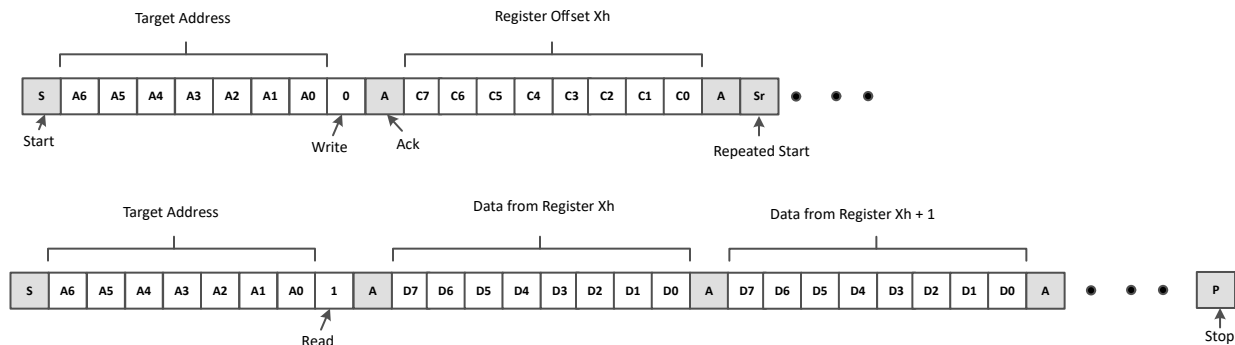 Target Address Register Offset Xh
S A6 A5 A4 A3 A2 A1 A0 0 A C7 C6 C5 C4 C3 C2 C1 C0 A Sr
Start Write Ack Repeated Start
Target Address Data from Register Xh Data from Register Xh + 1
S A6 A5 A4 A3 A2 A1 A0 1 A D7 D6 D5 D4 D3 D2 D1 D0 A D7 D6 D5 D4 D3 D2 D1 D0 A P
Read Stop